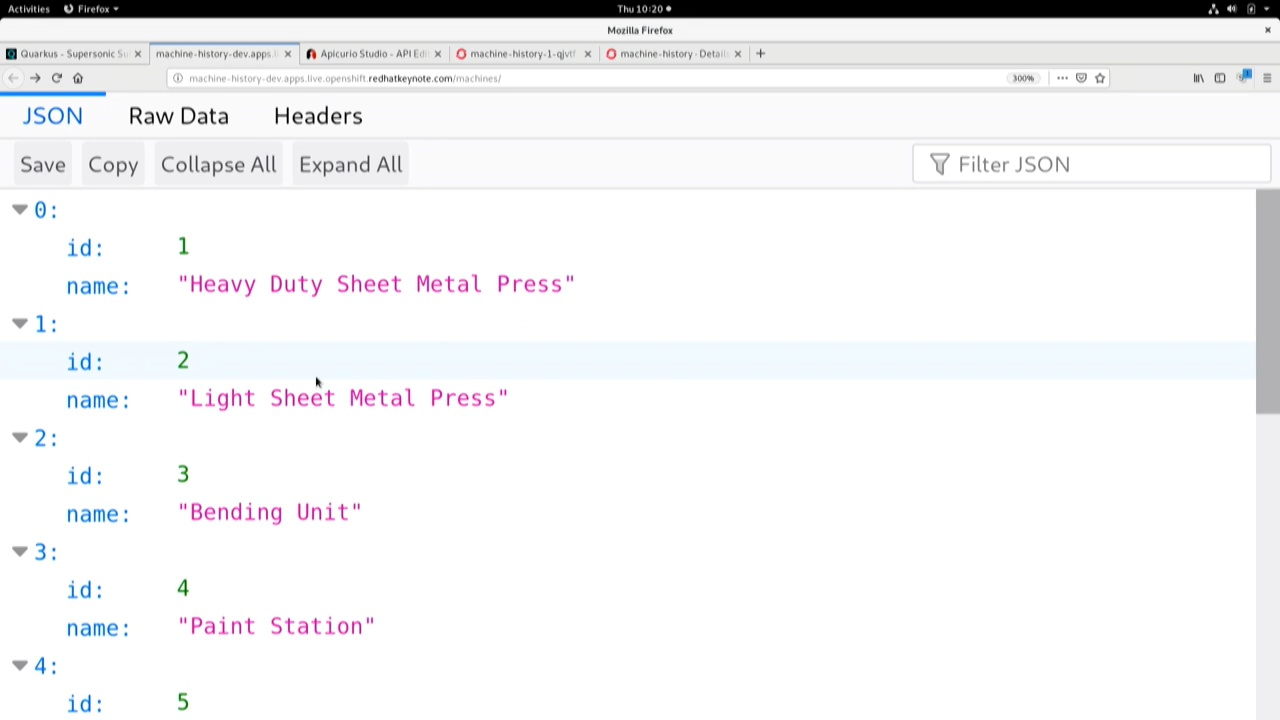 Activities Firefox Thu 10:20
Mozilla Firefox
Quarkus - Supersonic Su machine-history-dev.apps.l Apicurio Studio - API Edi machine-history-1-qjvtf machine-history · Details
machine-history-dev.apps.live.openshift.redhatkeynote.com/machines/ 300%
JSON Raw Data Headers
Save Copy Collapse All Expand All Filter JSON
0:
id: 1
name: "Heavy Duty Sheet Metal Press"
1:
id: 2
name: "Light Sheet Metal Press"
2:
id: 3
name: "Bending Unit"
3:
id: 4
name: "Paint Station"
4:
id: 5